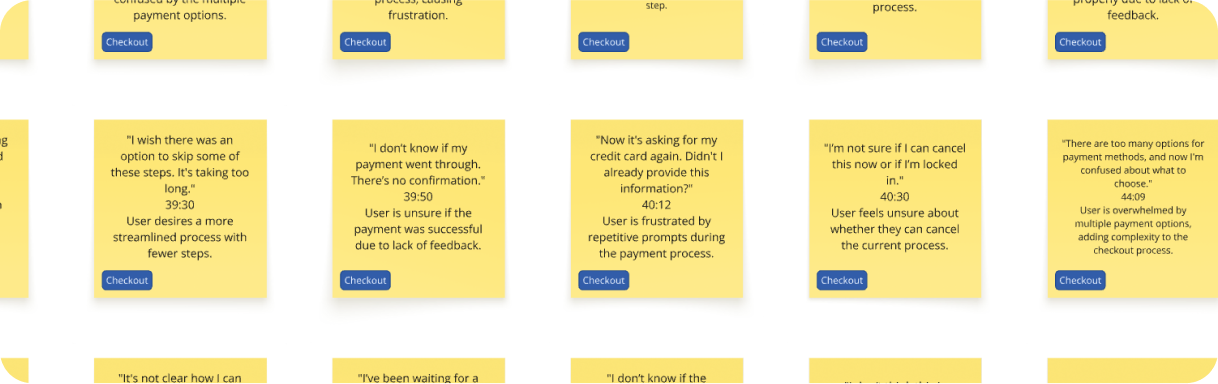 confused by the multiple
payment options.
Checkout
process, causing
frustration.
Checkout
step.
Checkout
process.
Checkout
properly due to lack of
feedback.
Checkout
"I wish there was an
option to skip some of
these steps. It's taking too
long."
39:30
User desires a more
streamlined process with
fewer steps.
Checkout
"I don't know if my
payment went through.
There's no confirmation."
39:50
User is unsure if the
payment was successful
due to lack of feedback.
Checkout
"Now it's asking for my
credit card again. Didn't I
already provide this
information?"
40:12
User is frustrated by
repetitive prompts during
the payment process.
Checkout
"I'm not sure if I can cancel
this now or if I'm locked
in."
40:30
User feels unsure about
whether they can cancel
the current process.
Checkout
"There are too many options for
payment methods, and now I'm
confused about what to
choose."
44:09
User is overwhelmed by
multiple payment options,
adding complexity to the
checkout process.
Checkout
"It's not clear how I can
"I've been waiting for a
"I don't know if the